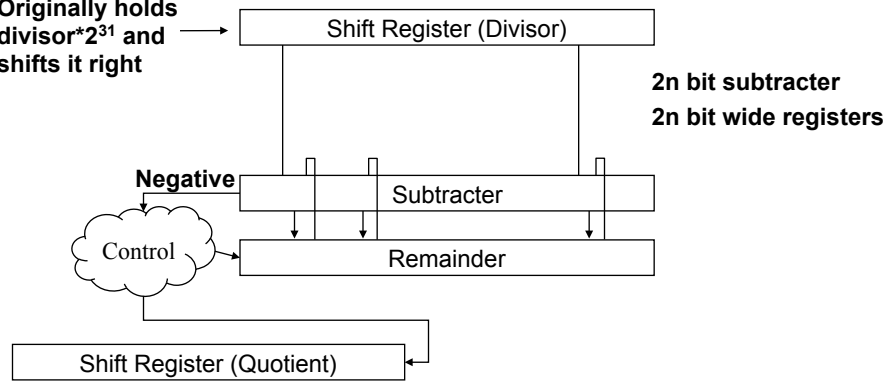 Originally holds
divisor*2³¹ and
shifts it right
Shift Register (Divisor)
2n bit subtracter
2n bit wide registers
Negative
Subtracter
Control
Remainder
Shift Register (Quotient)